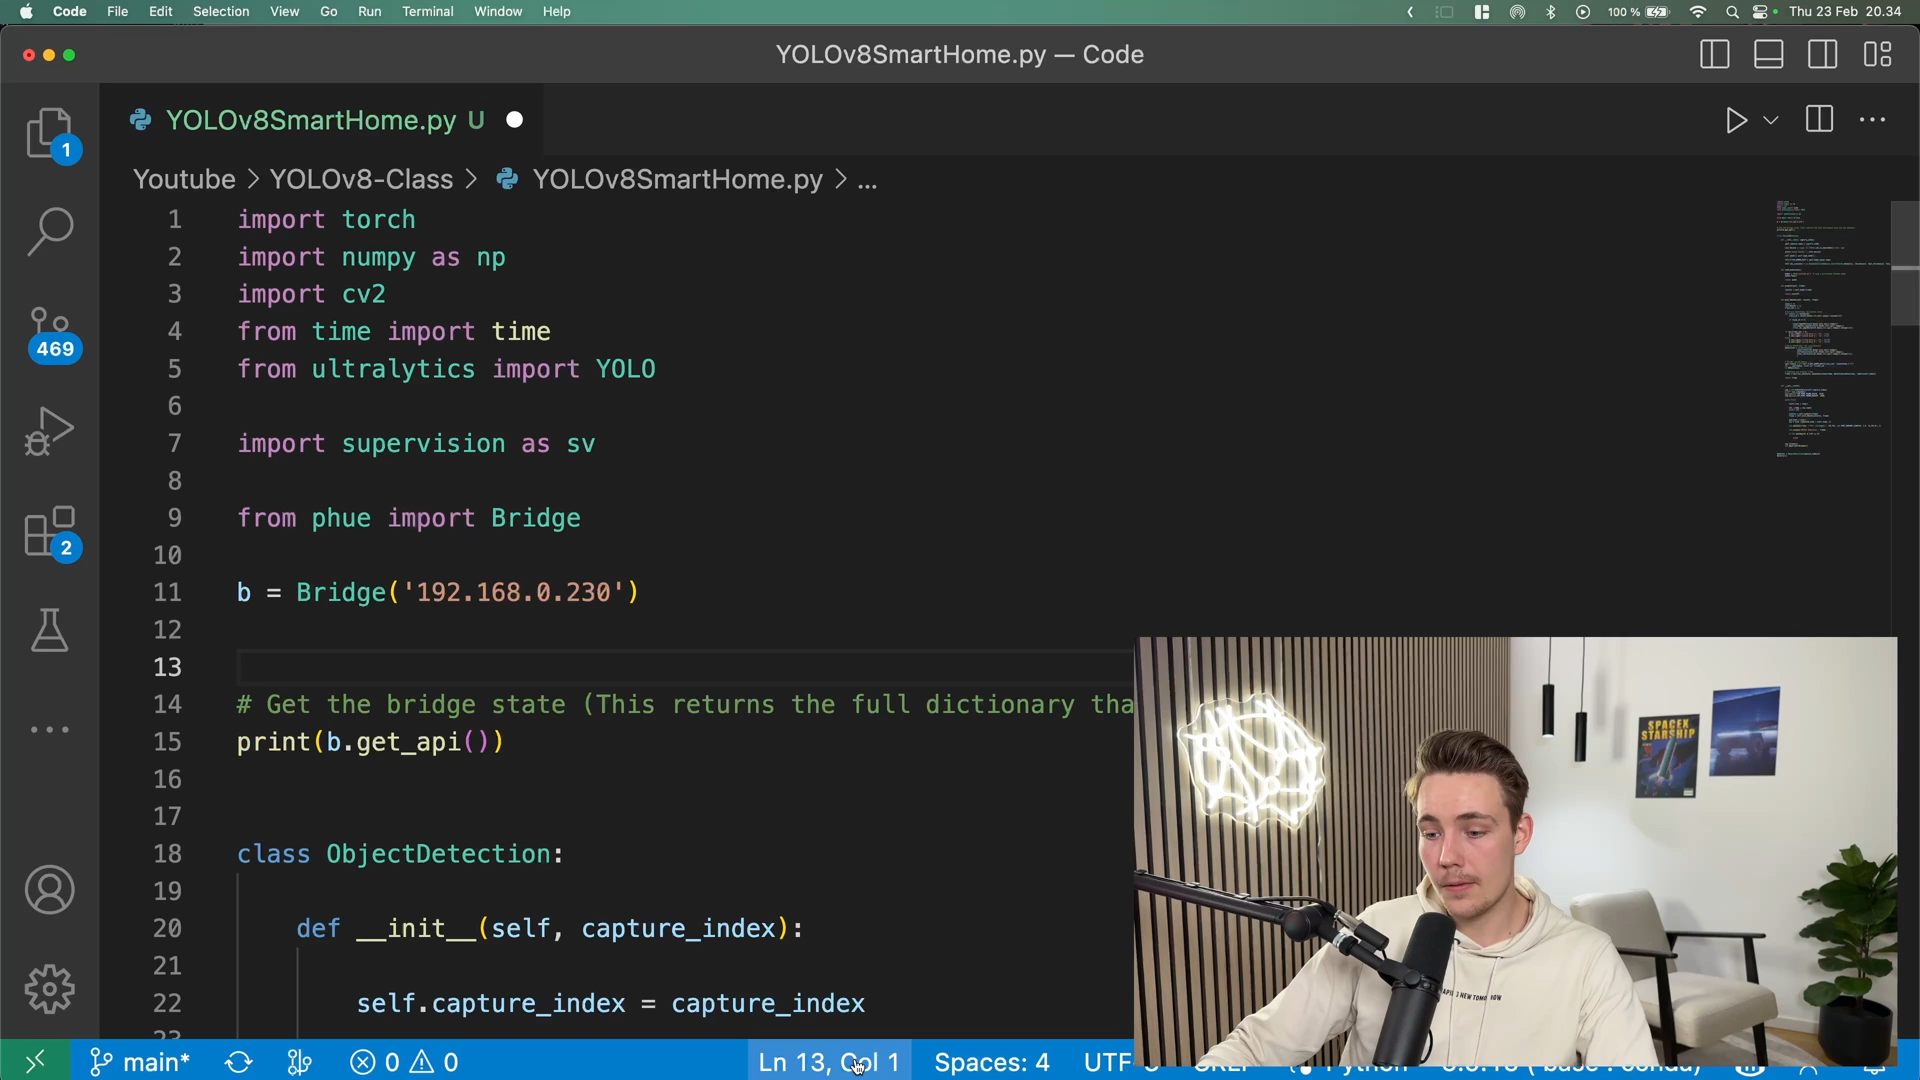 Code File Edit Selection View Go Run Terminal Window Help 100 % Thu 23 Feb 20.34
YOLOv8SmartHome.py — Code
YOLOv8SmartHome.py U
Youtube > YOLOv8-Class > YOLOv8SmartHome.py > ...
1 import torch
2 import numpy as np
3 import cv2
4 from time import time
5 from ultralytics import YOLO
6
7 import supervision as sv
8
9 from phue import Bridge
10
11 b = Bridge('192.168.0.230')
12
13
14 # Get the bridge state (This returns the full dictionary tha
15 print(b.get_api())
16
17
18 class ObjectDetection:
19
20 def __init__(self, capture_index):
21
22 self.capture_index = capture_index
23
1
469
2
SPACEX
STARSHIP
NEW
main* 0 0 Ln 13, Col 1 Spaces: 4 UTF